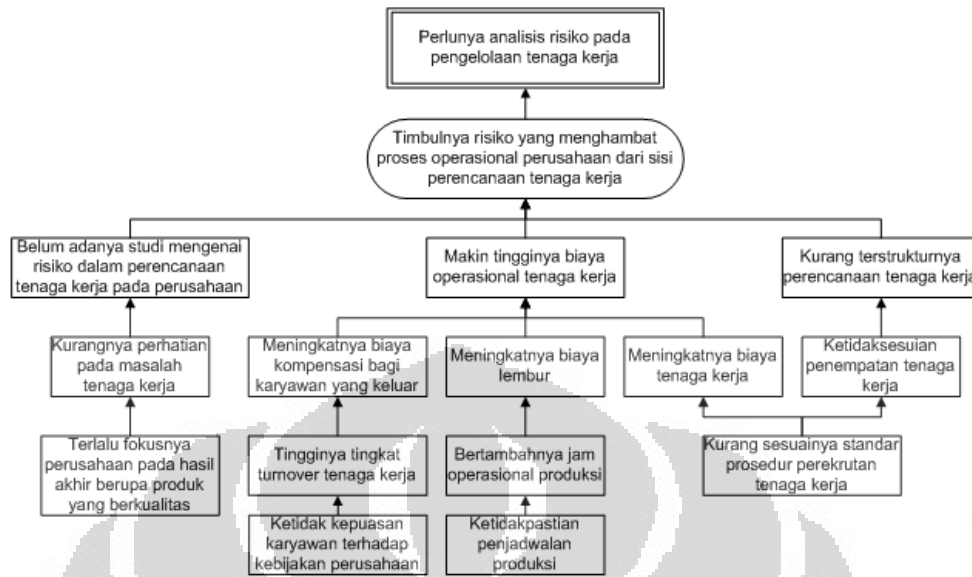 Perlunya analisis risiko pada
pengelolaan tenaga kerja
Timbulnya risiko yang menghambat
proses operasional perusahaan dari sisi
perencanaan tenaga kerja
Belum adanya studi mengenai
risiko dalam perencanaan
tenaga kerja pada perusahaan
Makin tingginya biaya
operasional tenaga kerja
Kurang terstrukturnya
perencanaan tenaga kerja
Kurangnya perhatian
pada masalah
tenaga kerja
Meningkatnya biaya
kompensasi bagi
karyawan yang keluar
Meningkatnya biaya
lembur
Meningkatnya biaya
tenaga kerja
Ketidaksesuian
penempatan tenaga
kerja
Terlalu fokusnya
perusahaan pada hasil
akhir berupa produk
yang berkualitas
Tingginya tingkat
turnover tenaga kerja
Bertambahnya jam
operasional produksi
Kurang sesuainya standar
prosedur perekrutan
tenaga kerja
Ketidak kepuasan
karyawan terhadap
kebijakan perusahaan
Ketidakpastian
penjadwalan
produksi